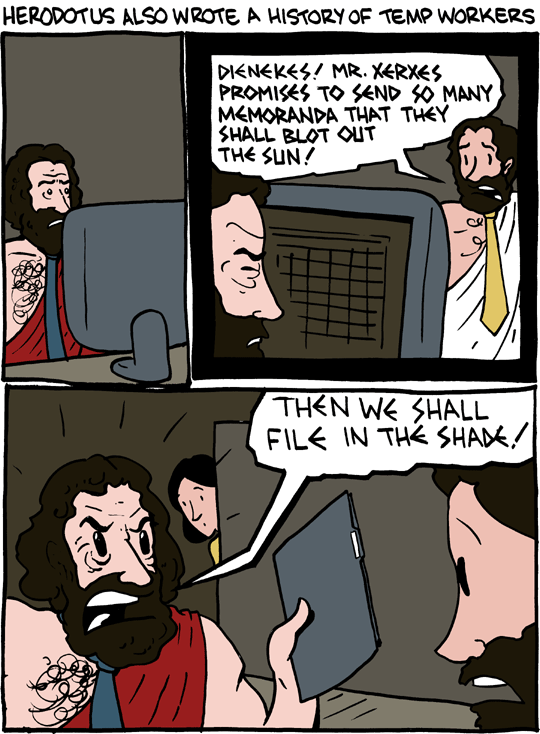 HERODOTUS ALSO WROTE A HISTORY OF TEMP WORKERS
DIENEKES! MR. XERXES
PROMISES TO SEND SO MANY
MEMORANDA THAT THEY
SHALL BLOT OUT
THE SUN!
THEN WE SHALL
FILE IN THE SHADE!